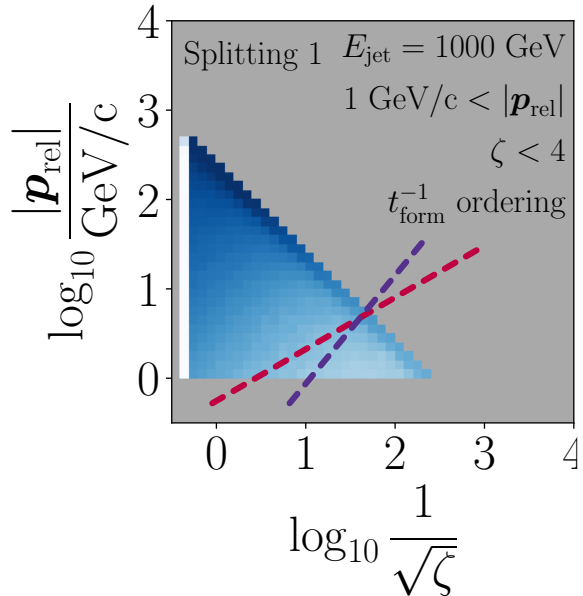 Splitting 1
E_jet = 1000 GeV
1 GeV/c < |p_rel|
ζ < 4
t_form^{-1} ordering
log₁₀ |p_rel| / GeV/c
4
3
2
1
0
0 1 2 3 4
log₁₀ 1/√ζ